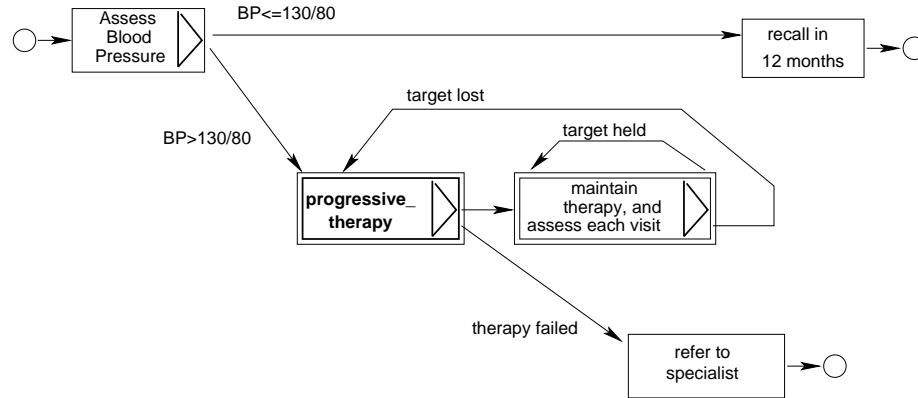 Assess
Blood
Pressure
BP<=130/80
recall in
12 months
target lost
target held
BP>130/80
progressive_
therapy
maintain
therapy, and
assess each visit
therapy failed
refer to
specialist